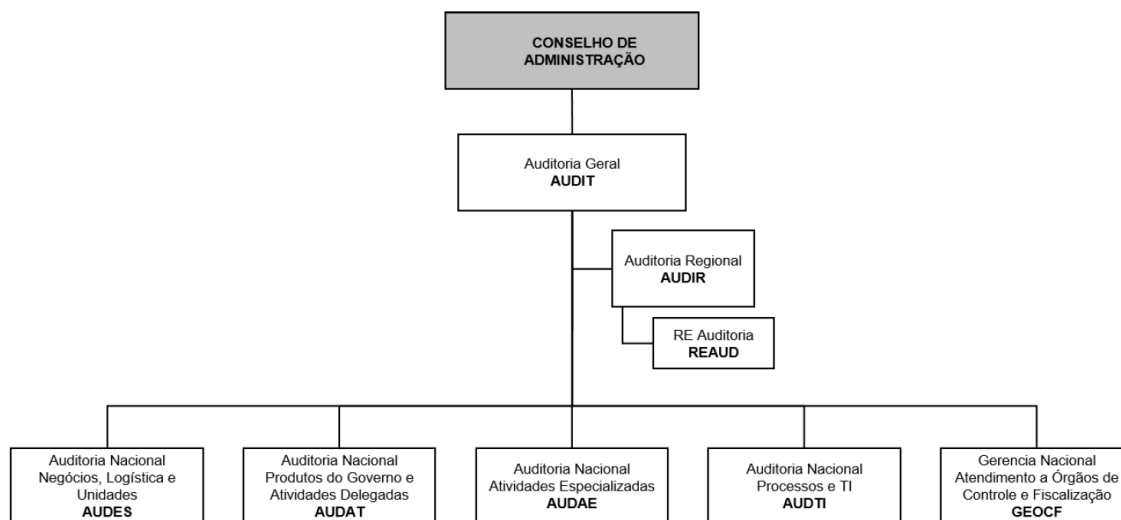 CONSELHO DE
ADMINISTRAÇÃO
Auditoria Geral
AUDIT
Auditoria Regional
AUDIR
RE Auditoria
REAUD
Auditoria Nacional
Negócios, Logística e
Unidades
AUDES
Auditoria Nacional
Produtos do Governo e
Atividades Delegadas
AUDAT
Auditoria Nacional
Atividades Especializadas
AUDAE
Auditoria Nacional
Processos e TI
AUDTI
Gerencia Nacional
Atendimento a Órgãos de
Controle e Fiscalização
GEOCF